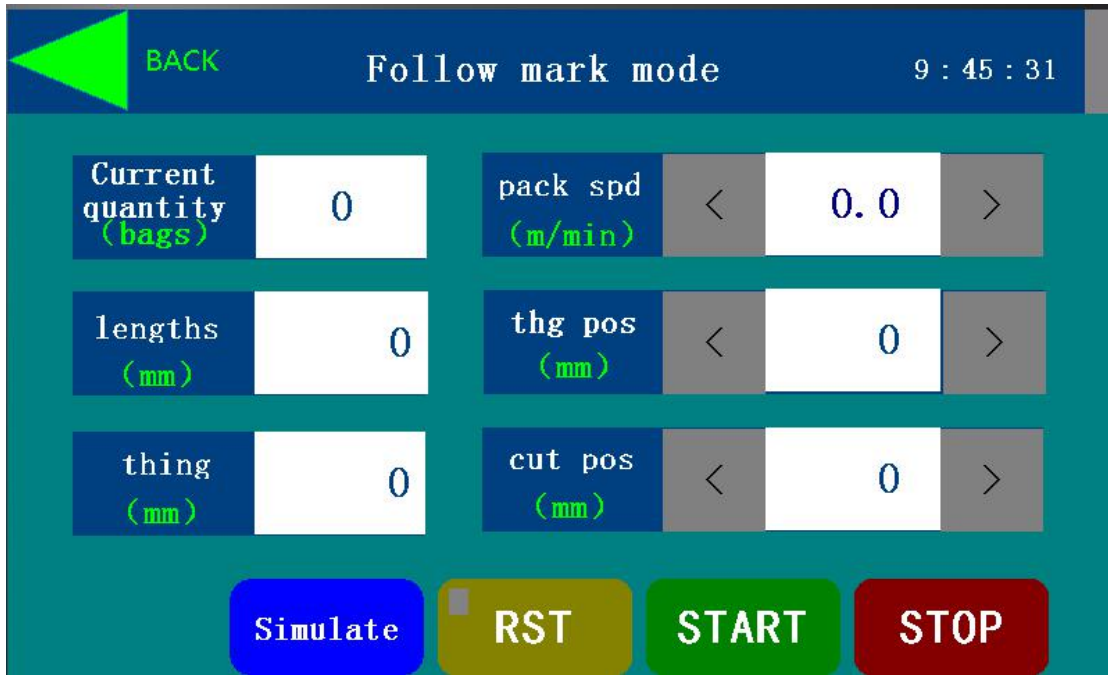 BACK
Follow mark mode
9 : 45 : 31
Current
quantity
(bags)
0
pack spd
(m/min)
<
0.0
>
lengths
(mm)
0
thg pos
(mm)
<
0
>
thing
(mm)
0
cut pos
(mm)
<
0
>
Simulate
RST
START
STOP